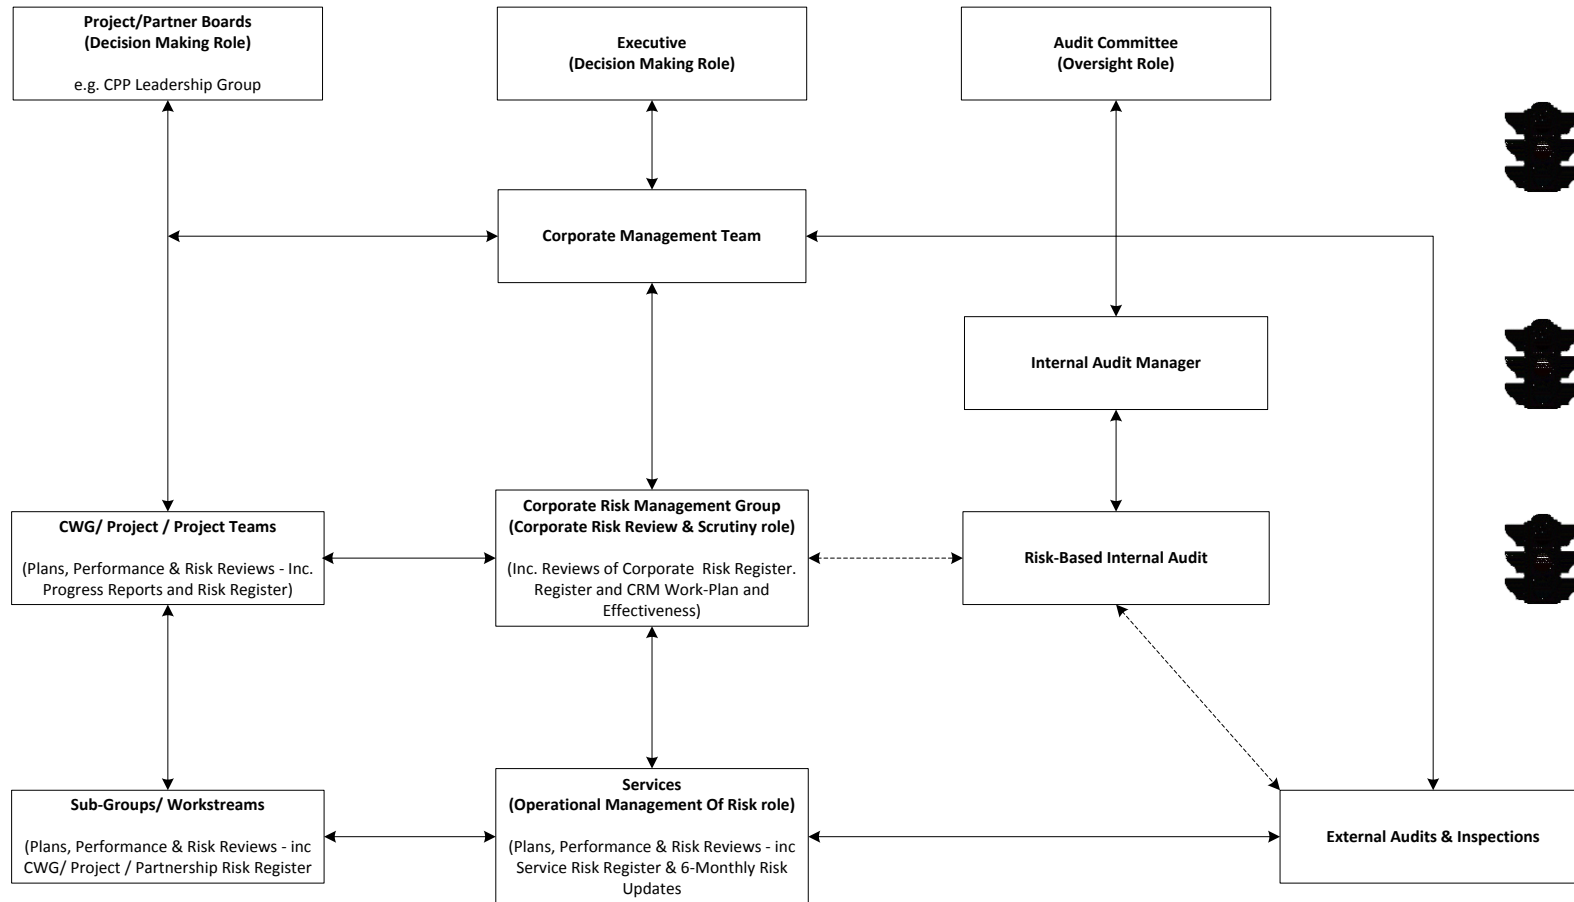 Project/Partner Boards
(Decision Making Role)
e.g. CPP Leadership Group
Executive
(Decision Making Role)
Audit Committee
(Oversight Role)
Corporate Management Team
Internal Audit Manager
CWG/ Project / Project Teams
(Plans, Performance & Risk Reviews - Inc.
Progress Reports and Risk Register)
Corporate Risk Management Group
(Corporate Risk Review & Scrutiny role)
(Inc. Reviews of Corporate  Risk Register.
Register and CRM Work-Plan and
Effectiveness)
Risk-Based Internal Audit
Sub-Groups/ Workstreams
(Plans, Performance & Risk Reviews - inc
CWG/ Project / Partnership Risk Register
Services
(Operational Management Of Risk role)
(Plans, Performance & Risk Reviews - inc
Service Risk Register & 6-Monthly Risk
Updates
External Audits & Inspections